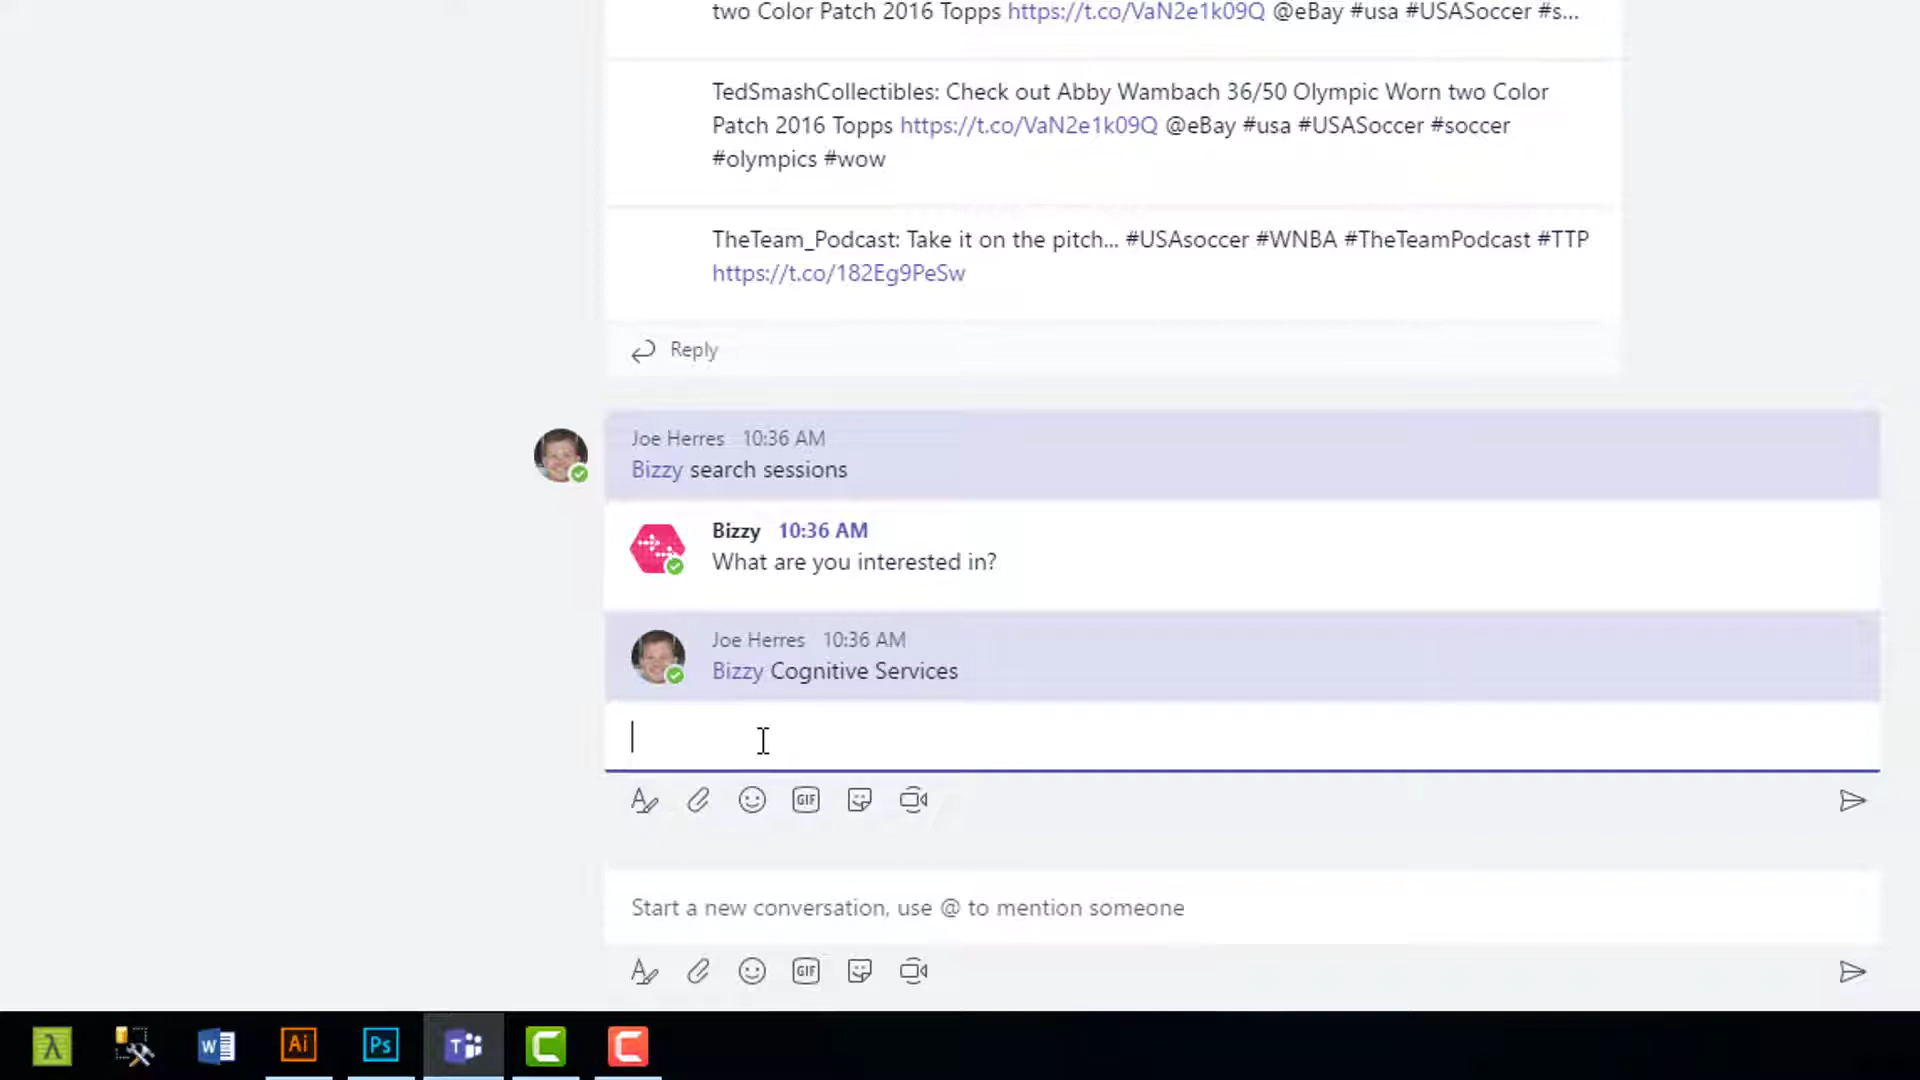 two Color Patch 2016 Topps https://t.co/VaN2e1k09Q @eBay #usa #USASoccer #s...
TedSmashCollectibles: Check out Abby Wambach 36/50 Olympic Worn two Color
Patch 2016 Topps https://t.co/VaN2e1k09Q @eBay #usa #USASoccer #soccer
#olympics #wow
TheTeam_Podcast: Take it on the pitch... #USAsoccer #WNBA #TheTeamPodcast #TTP
https://t.co/182Eg9PeSw
Reply
Joe Herres 10:36 AM
Bizzy search sessions
Bizzy 10:36 AM
What are you interested in?
Joe Herres 10:36 AM
Bizzy Cognitive Services
GIF
Start a new conversation, use @ to mention someone
GIF
λ W Ai Ps T C C